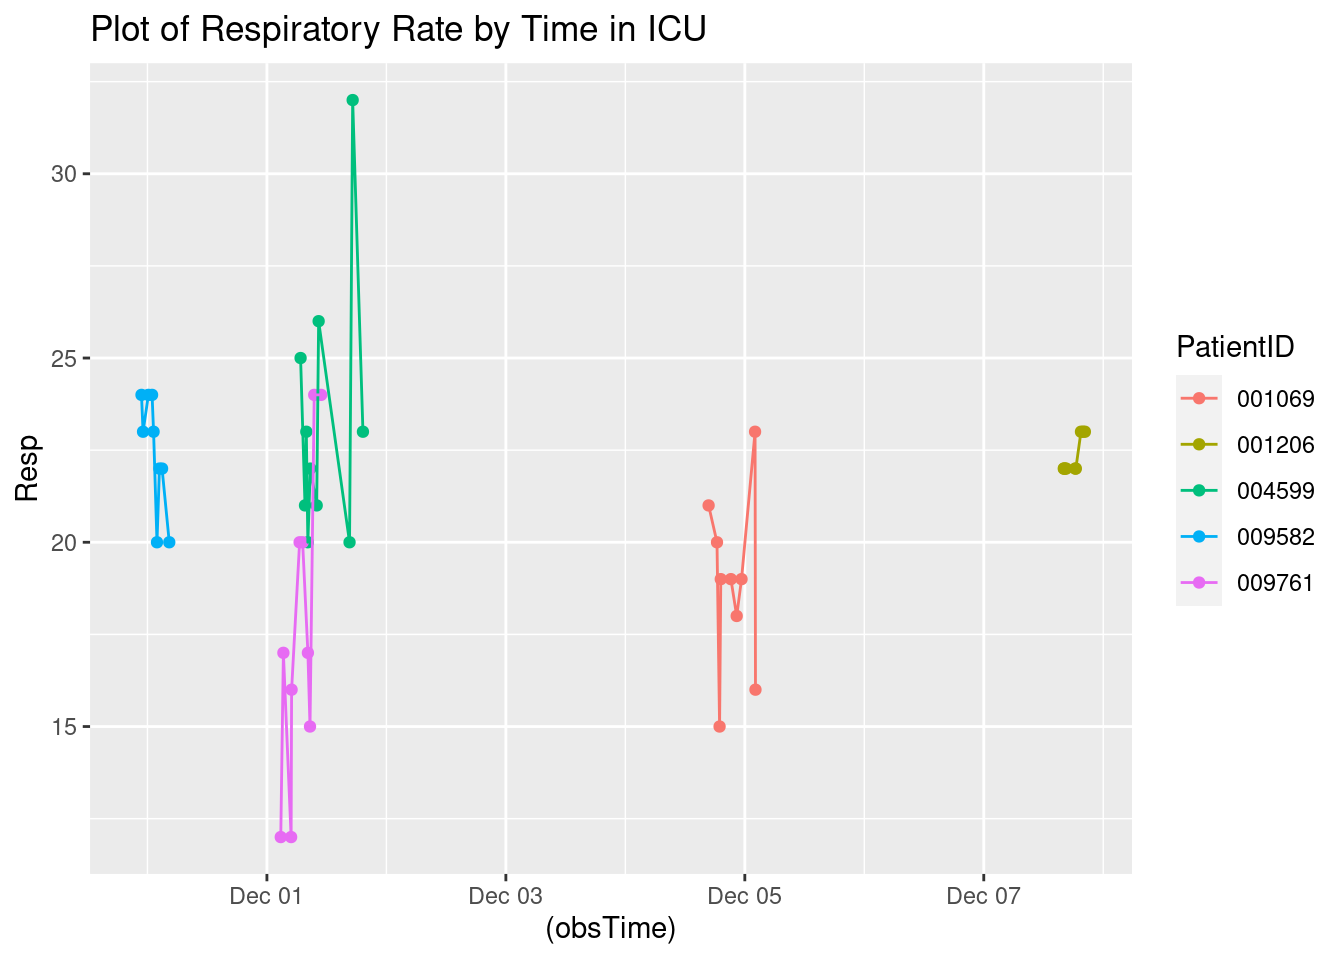 Plot of Respiratory Rate by Time in ICU
Resp
30
25
20
15
Dec 01
Dec 03
Dec 05
Dec 07
(obsTime)
PatientID
001069
001206
004599
009582
009761